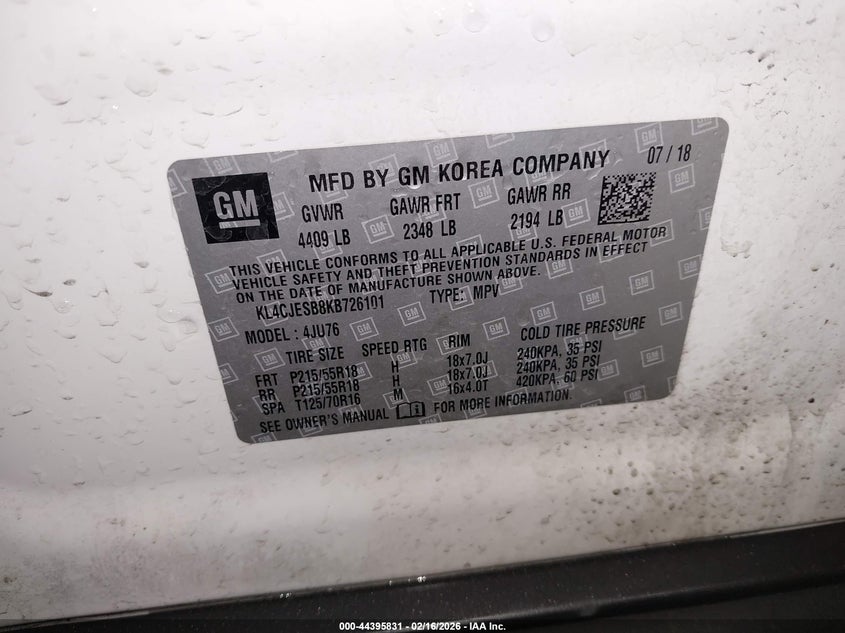 GM
MFD BY GM KOREA COMPANY 07 / 18
GVWR GAWR FRT GAWR RR
4409 LB 2348 LB 2194 LB
THIS VEHICLE CONFORMS TO ALL APPLICABLE U.S. FEDERAL MOTOR
VEHICLE SAFETY AND THEFT PREVENTION STANDARDS IN EFFECT
ON THE DATE OF MANUFACTURE SHOWN ABOVE.
KL4CJESB8KB726101 TYPE: MPV
MODEL : 4JU76
TIRE SIZE SPEED RTG RIM COLD TIRE PRESSURE
FRT P215/55R18 H 18x7.0J 240KPA, 35 PSI
RR P215/55R18 H 18x7.0J 240KPA, 35 PSI
SPA T125/70R16 M 16x4.0T 420KPA, 60 PSI
SEE OWNER'S MANUAL FOR MORE INFORMATION.
000-44395831 - 02/16/2026 - IAA Inc.